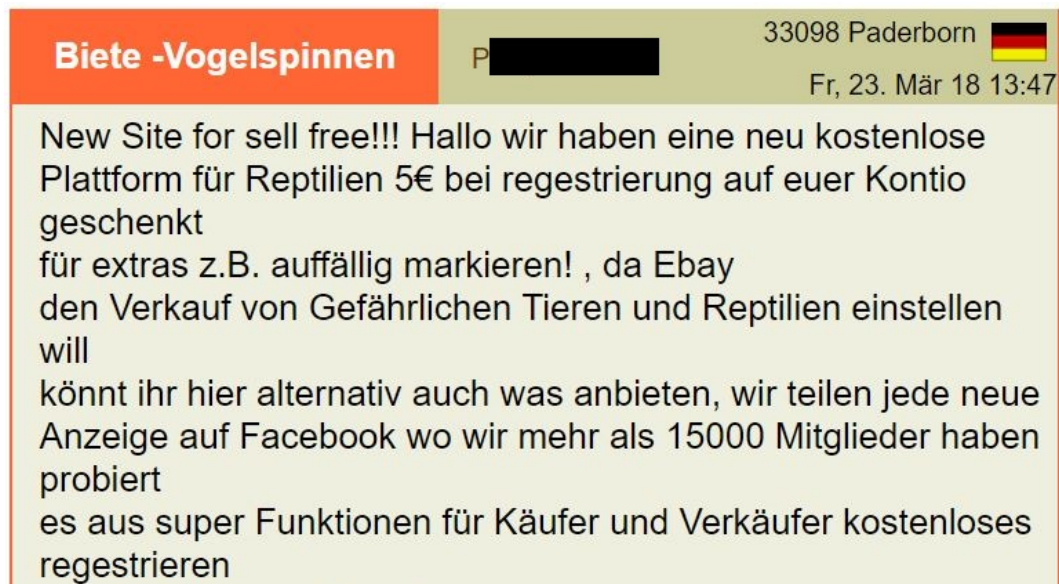 Biete -Vogelspinnen
P
33098 Paderborn
Fr, 23. Mär 18 13:47
New Site for sell free!!! Hallo wir haben eine neu kostenlose
Plattform für Reptilien 5€ bei regestrierung auf euer Kontio
geschenkt
für extras z.B. auffällig markieren! , da Ebay
den Verkauf von Gefährlichen Tieren und Reptilien einstellen
will
könnt ihr hier alternativ auch was anbieten, wir teilen jede neue
Anzeige auf Facebook wo wir mehr als 15000 Mitglieder haben
probiert
es aus super Funktionen für Käufer und Verkäufer kostenloses
regestrieren